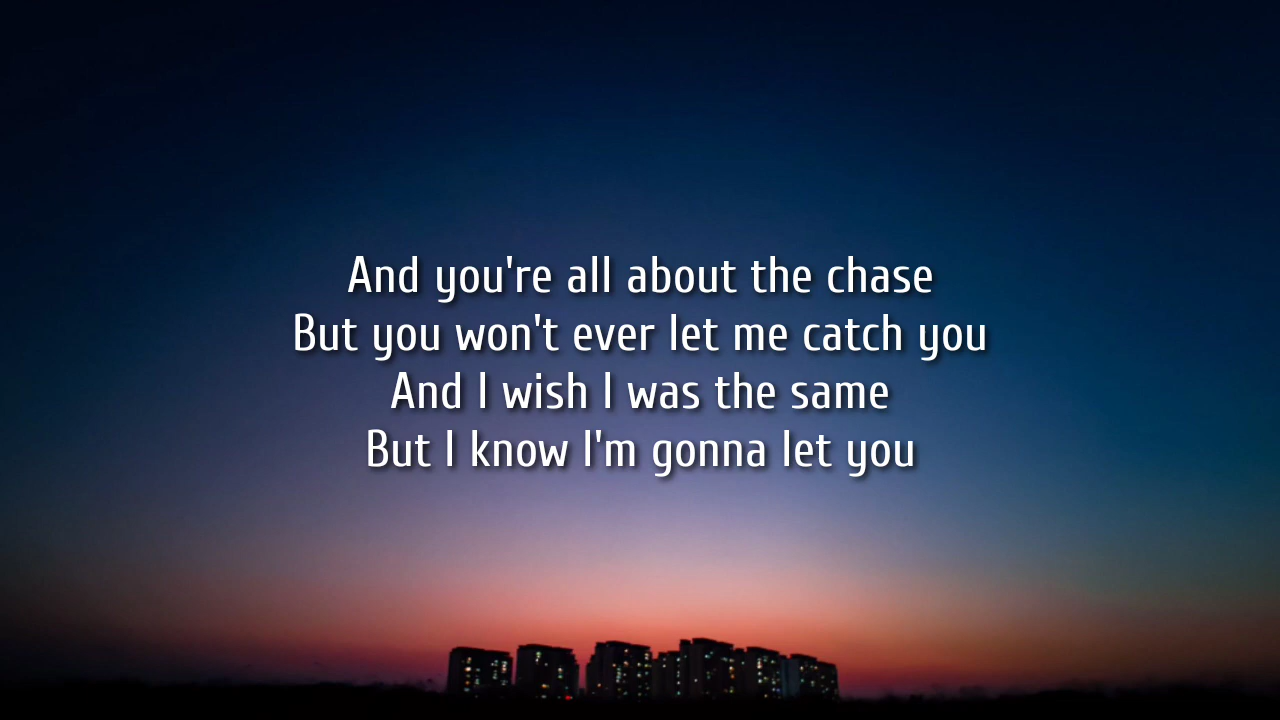 And you're all about the chase
But you won't ever let me catch you
And I wish I was the same
But I know I'm gonna let you